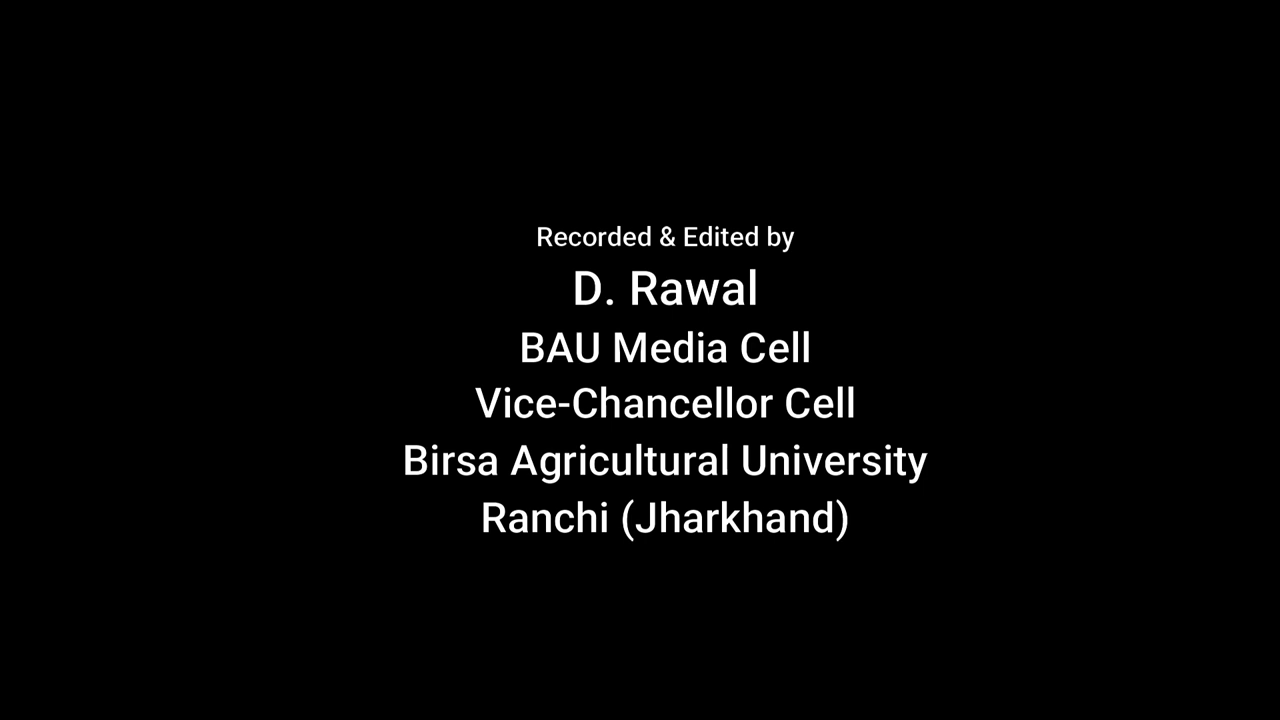 Recorded & Edited by
D. Rawal
BAU Media Cell
Vice-Chancellor Cell
Birsa Agricultural University
Ranchi (Jharkhand)